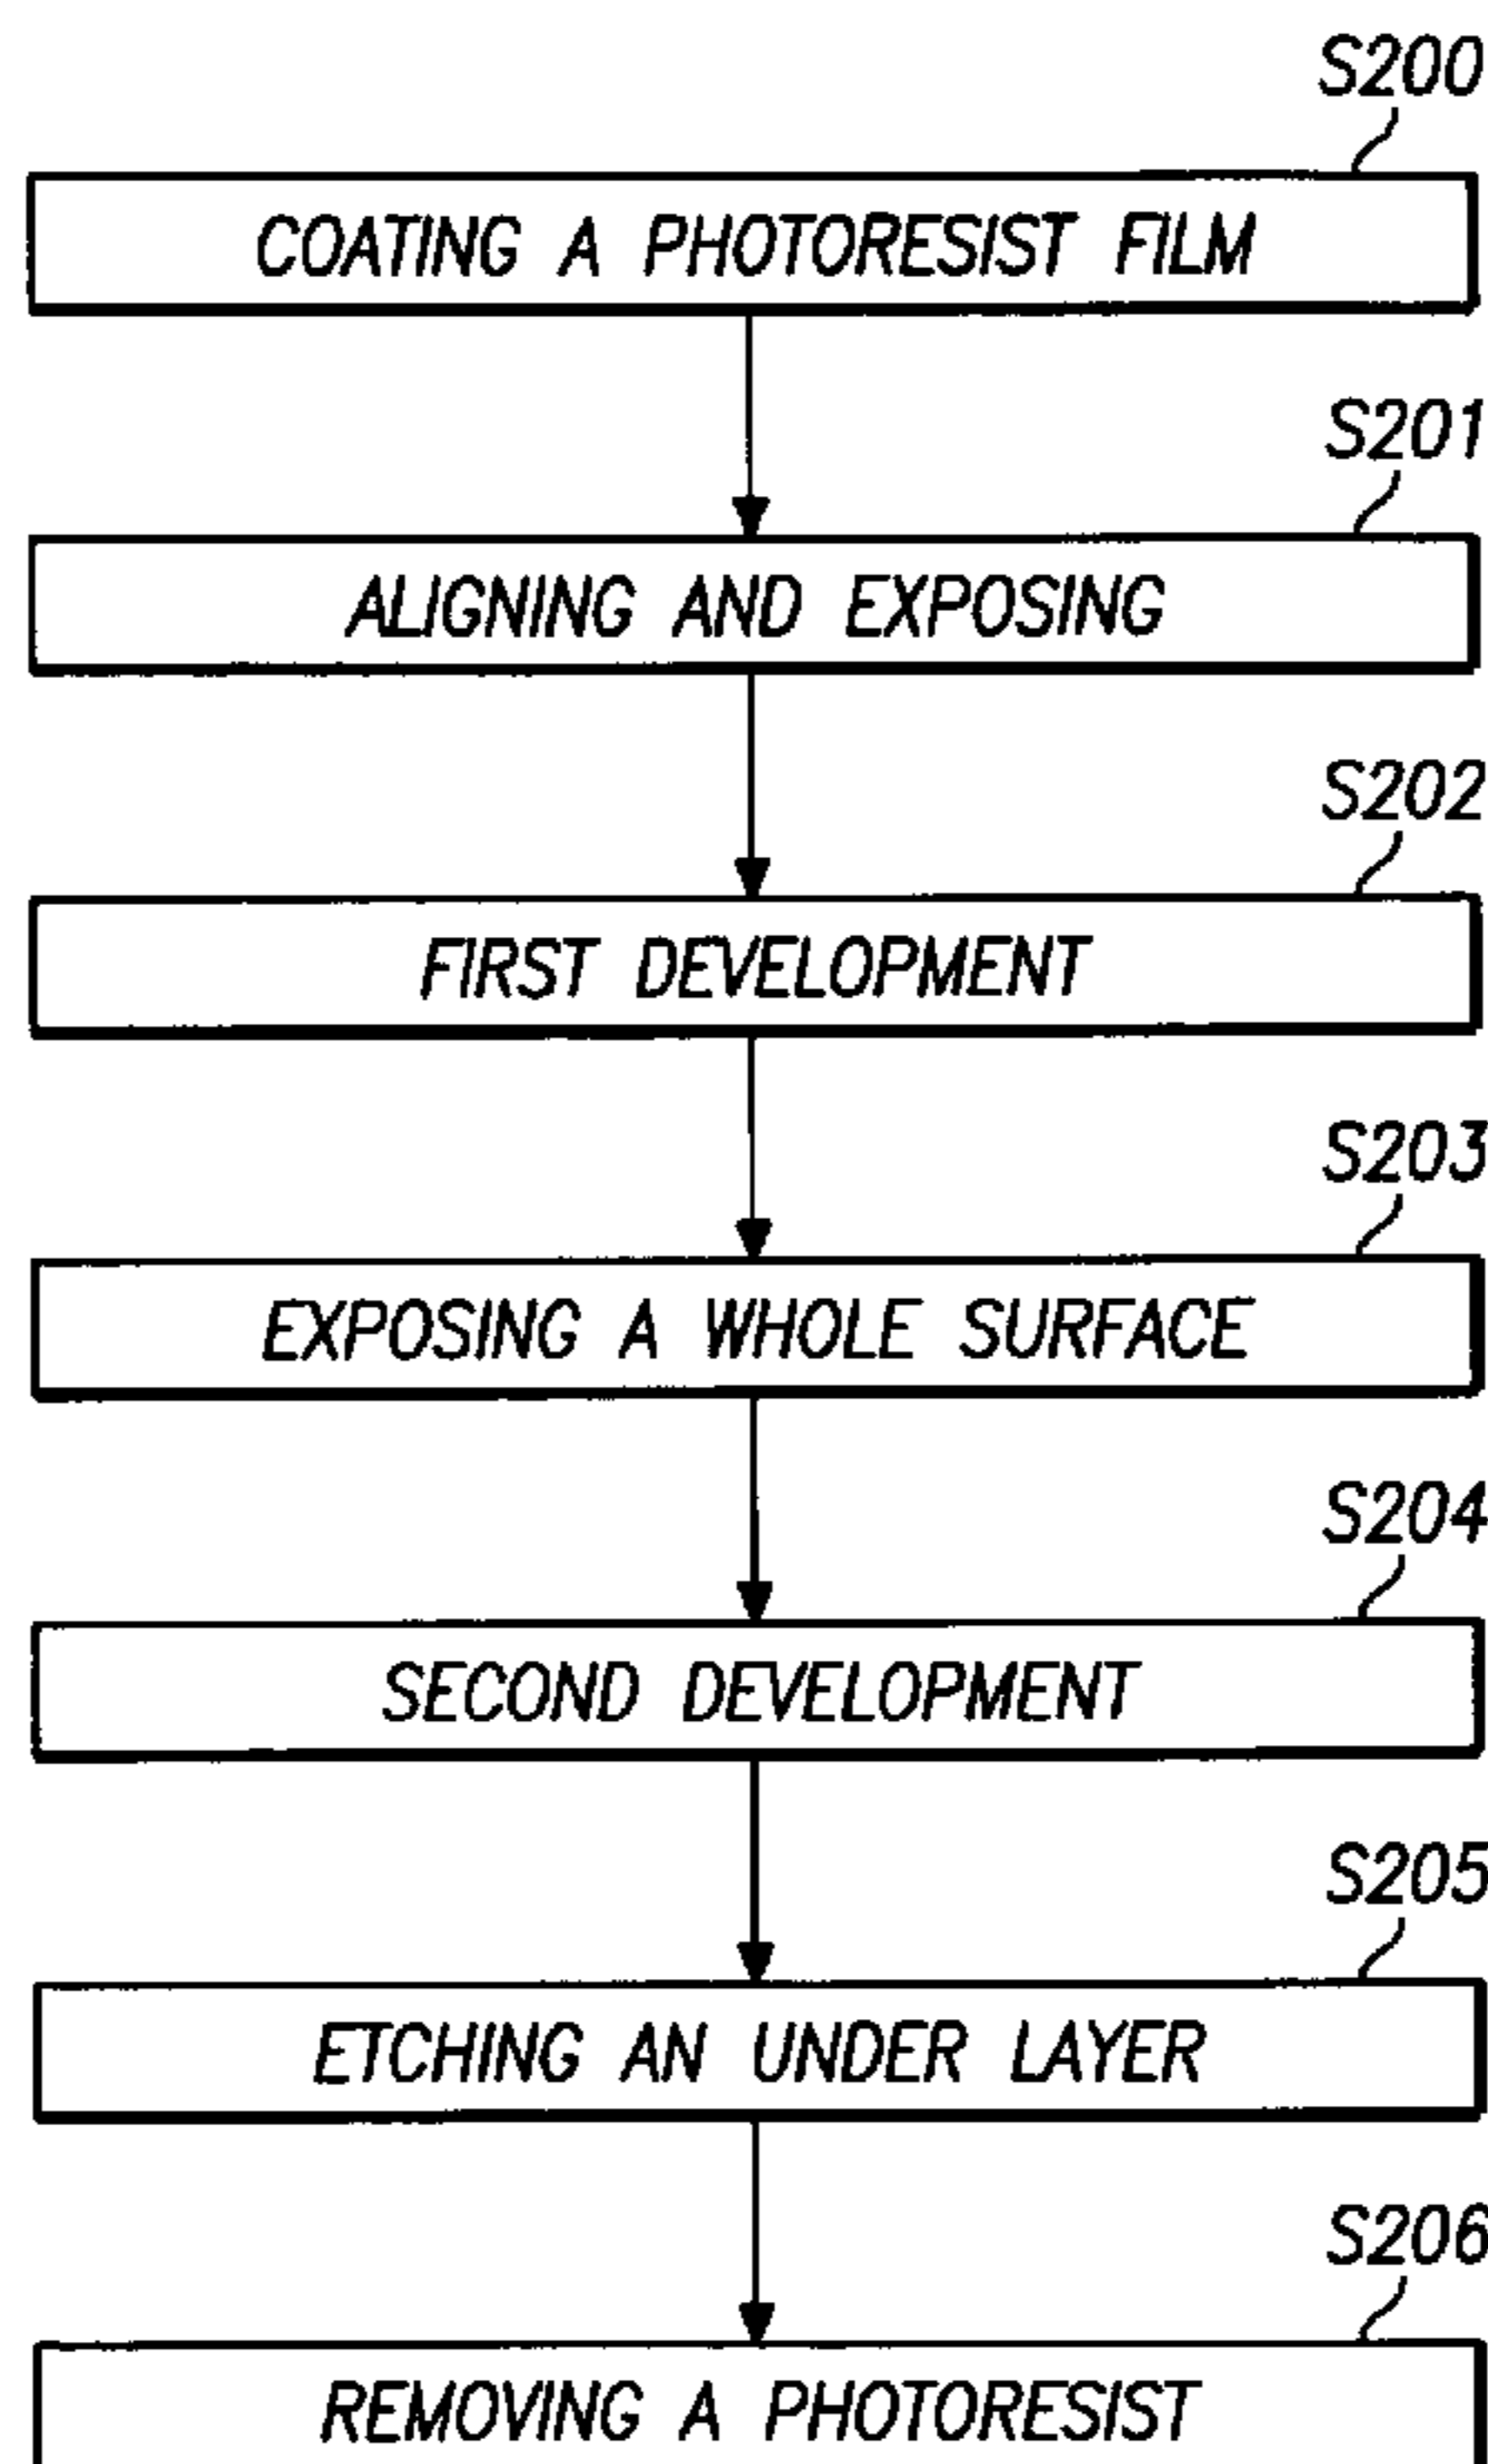 S200
COATING A PHOTORESIST FILM
S201
ALIGNING AND EXPOSING
S202
FIRST DEVELOPMENT
S203
EXPOSING A WHOLE SURFACE
S204
SECOND DEVELOPMENT
S205
ETCHING AN UNDER LAYER
S206
REMOVING A PHOTORESIST